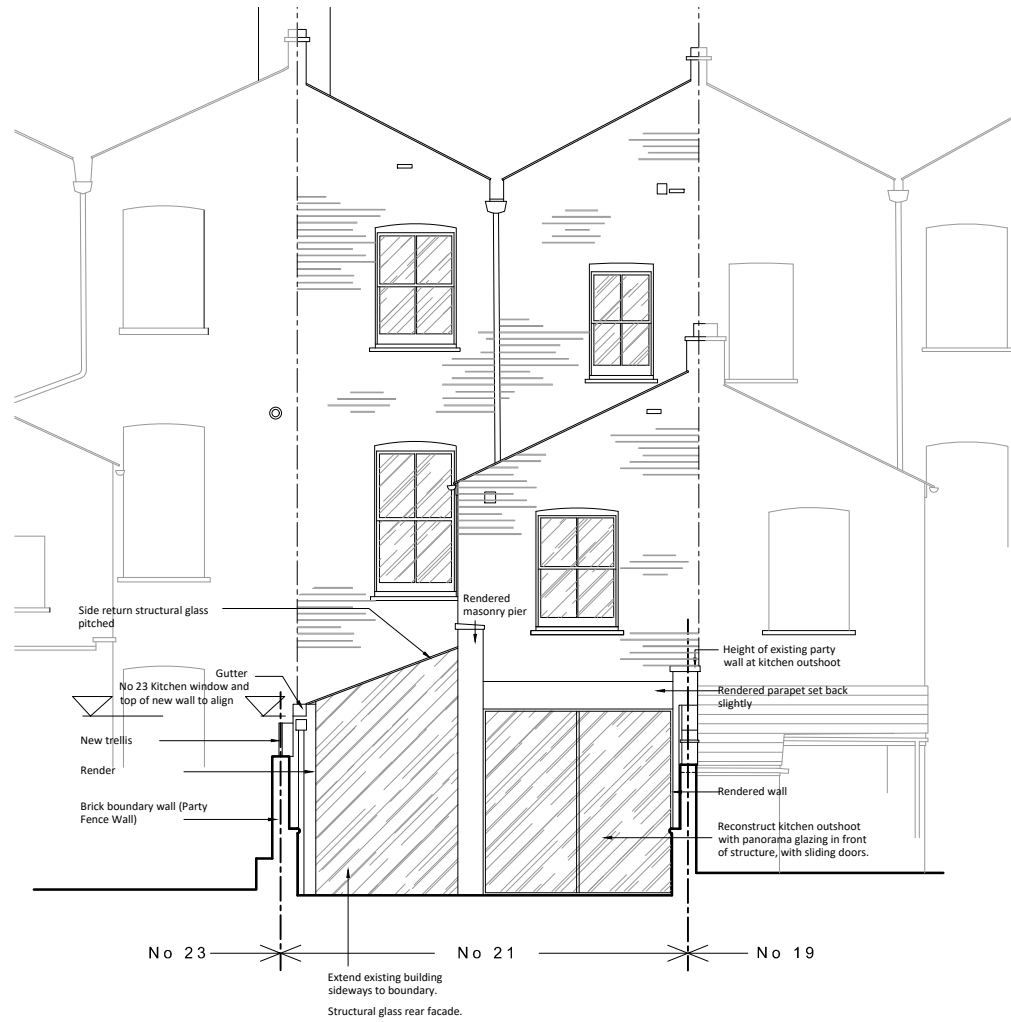 Side return structural glass
pitched
Rendered
masonry pier
Gutter
No 23 Kitchen window and
top of new wall to align
Height of existing party
wall at kitchen outshoot
Rendered parapet set back
slightly
New trellis
Render
Brick boundary wall (Party
Fence Wall)
Rendered wall
Reconstruct kitchen outshoot
with panorama glazing in front
of structure, with sliding doors.
No 23
No 21
No 19
Extend existing building
sideways to boundary.
Structural glass rear facade.